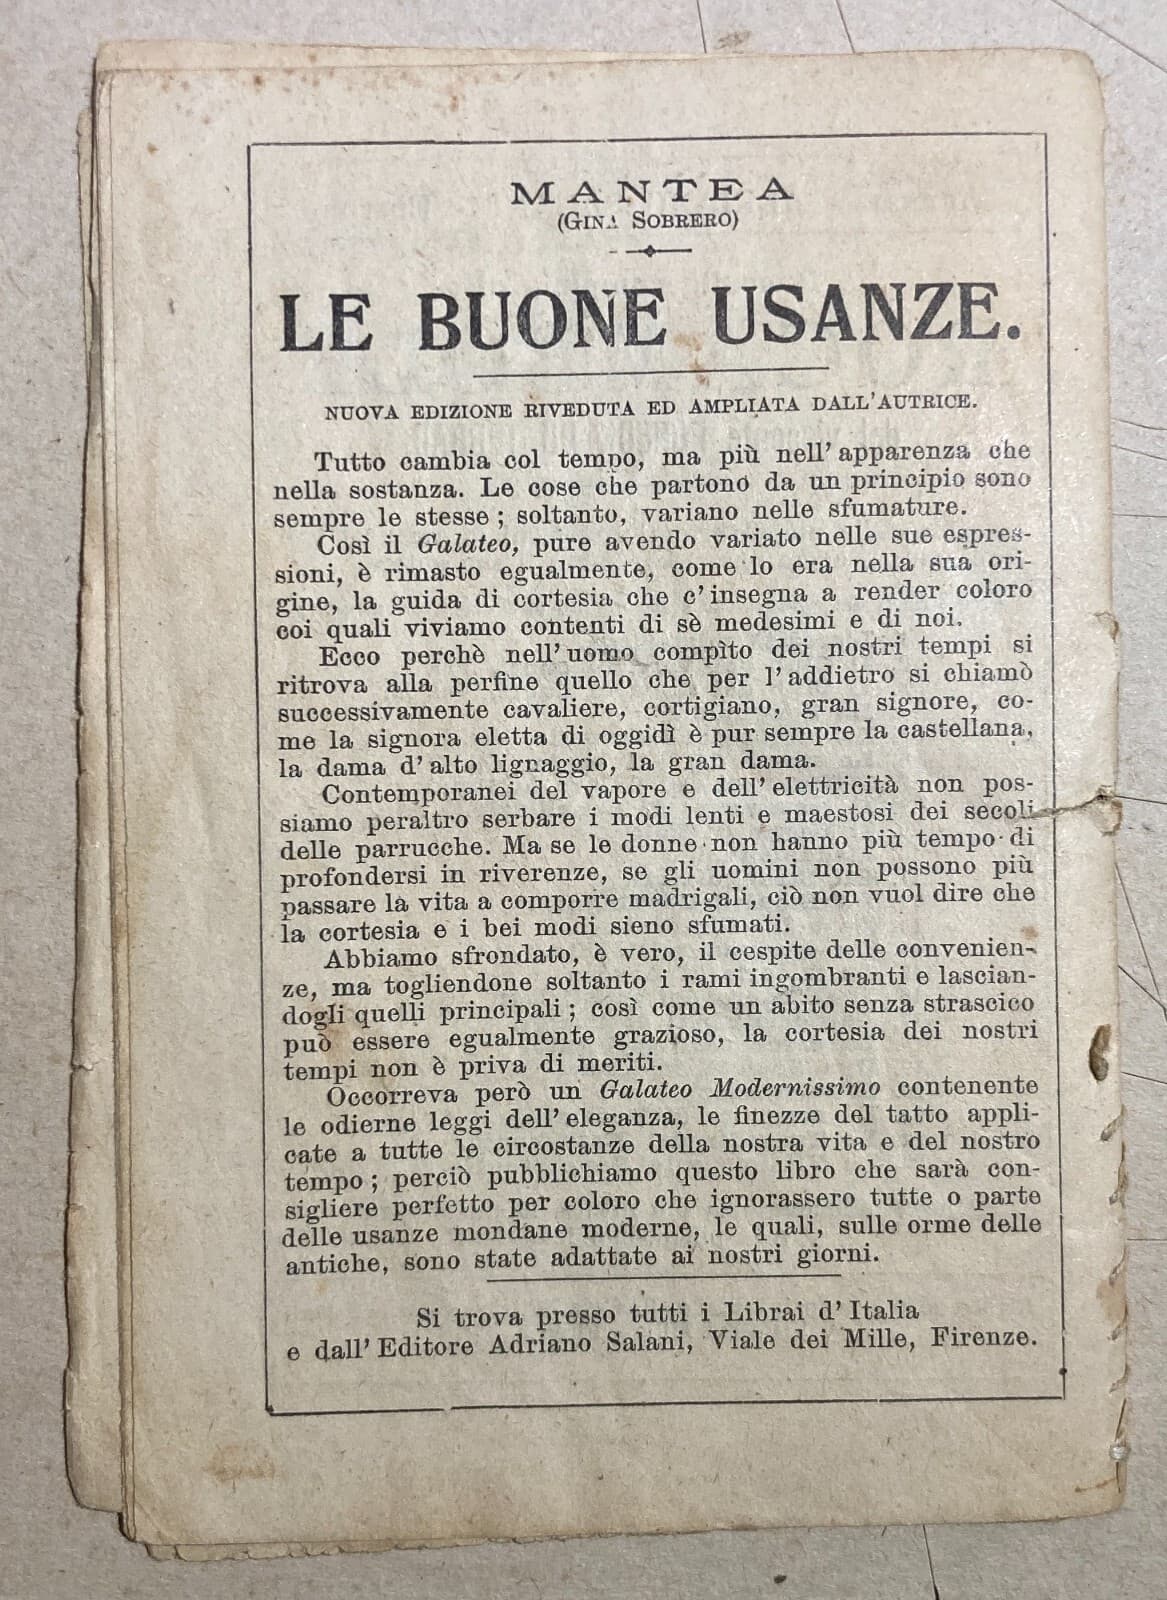 MANTEA
(GINA SOBRERO)
LE BUONE USANZE.
NUOVA EDIZIONE RIVEDUTA ED AMPLIATA DALL'AUTRICE.
Tutto cambia col tempo, ma più nell'apparenza che
nella sostanza. Le cose che partono da un principio sono
sempre le stesse; soltanto, variano nelle sfumature.
Così il Galateo, pure avendo variato nelle sue espres-
sioni, è rimasto egualmente, come lo era nella sua ori-
gine, la guida di cortesia che c'insegna a render coloro
coi quali viviamo contenti di sè medesimi e di noi.
Ecco perchè nell'uomo compìto dei nostri tempi si
ritrova alla perfine quello che per l'addietro si chiamò
successivamente cavaliere, cortigiano, gran signore, co-
me la signora eletta di oggidì è pur sempre la castellana,
la dama d'alto lignaggio, la gran dama.
Contemporanei del vapore e dell'elettricità non pos-
siamo peraltro serbare i modi lenti e maestosi dei secoli
delle parrucche. Ma se le donne non hanno più tempo di
profondersi in riverenze, se gli uomini non possono più
passare la vita a comporre madrigali, ciò non vuol dire che
la cortesia e i bei modi sieno sfumati.
Abbiamo sfrondato, è vero, il cespite delle convenien-
ze, ma togliendone soltanto i rami ingombranti e lascian-
dogli quelli principali; così come un abito senza strascico
può essere egualmente grazioso, la cortesia dei nostri
tempi non è priva di meriti.
Occorreva però un Galateo Modernissimo contenente
le odierne leggi dell'eleganza, le finezze del tatto appli-
cate a tutte le circostanze della nostra vita e del nostro
tempo; perciò pubblichiamo questo libro che sarà con-
sigliere perfetto per coloro che ignorassero tutte o parte
delle usanze mondane moderne, le quali, sulle orme delle
antiche, sono state adattate ai nostri giorni.
Si trova presso tutti i Librai d'Italia
e dall'Editore Adriano Salani, Viale dei Mille, Firenze.